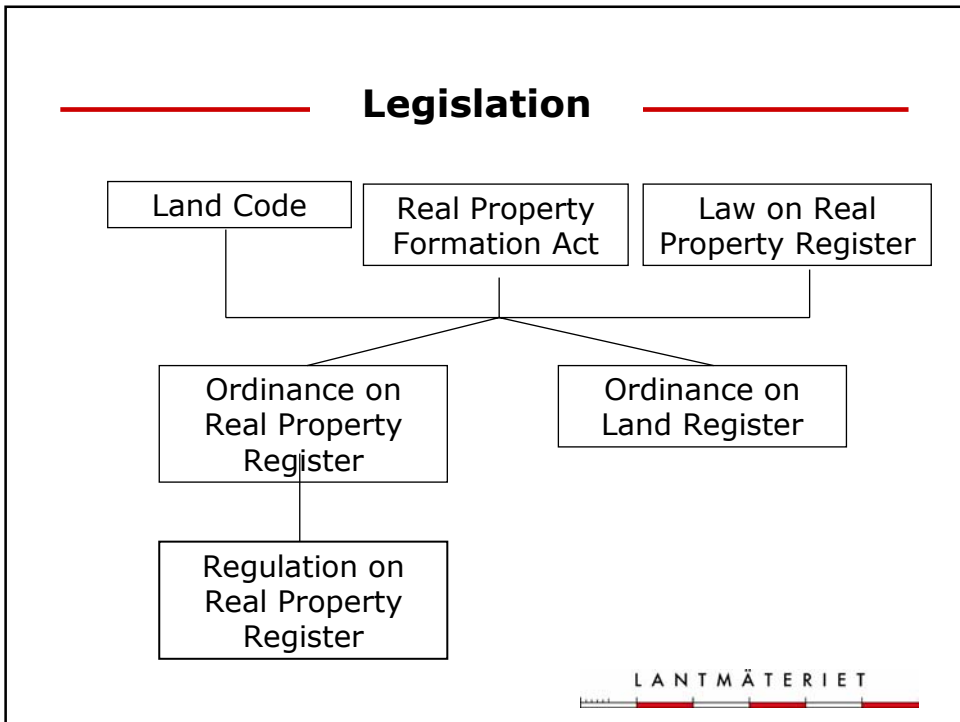 Legislation
Land Code
Real Property
Formation Act
Law on Real
Property Register
Ordinance on
Real Property
Register
Ordinance on
Land Register
Regulation on
Real Property
Register
LANTMÄTERIET